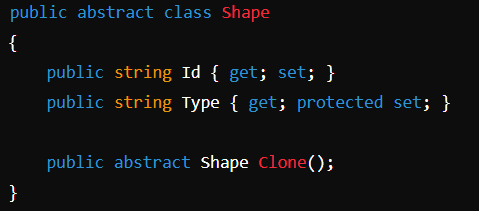 public abstract class Shape
{
    public string Id { get; set; }
    public string Type { get; protected set; }
    public abstract Shape Clone();
}